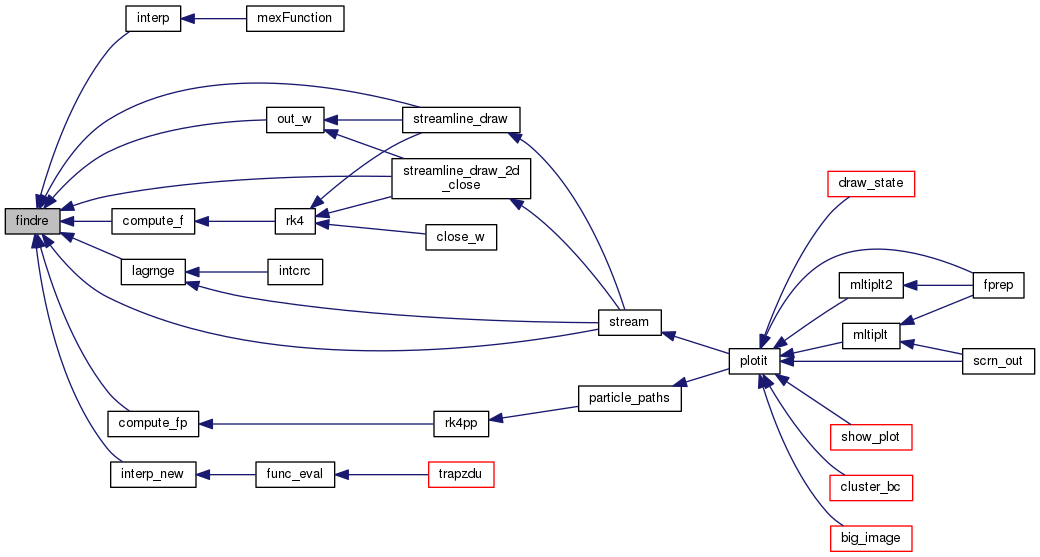 interp
mexFunction
out_w
streamline_draw
streamline_draw_2d
_close
draw_state
findre
compute_f
rk4
close_w
lagrnge
intcrc
mltiplt2
fprep
stream
mltiplt
plotit
scrn_out
particle_paths
compute_fp
rk4pp
show_plot
interp_new
func_eval
trapzdu
cluster_bc
big_image